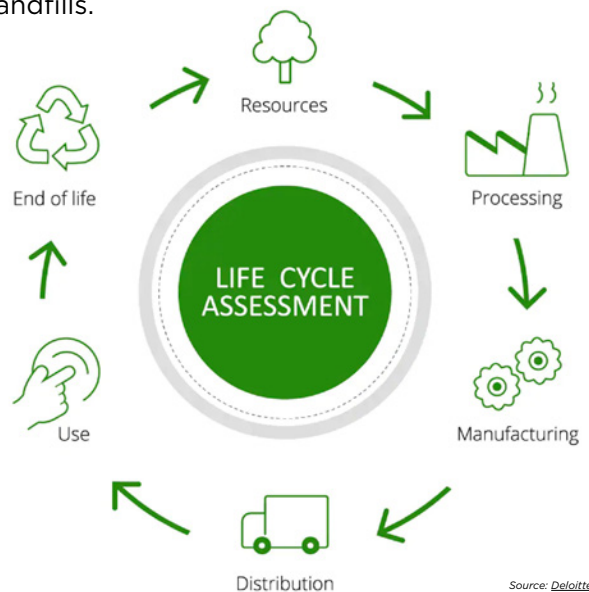 andfills.
Resources
End of life
Processing
LIFE CYCLE
ASSESSMENT
Use
Manufacturing
Distribution
Source: Deloitte